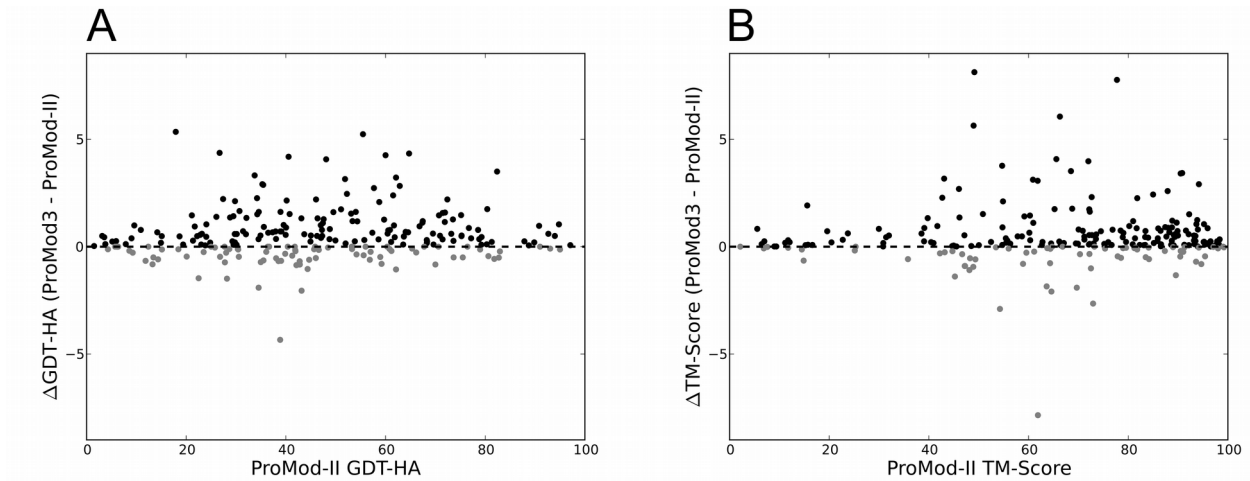 A
ΔGDT-HA (ProMod3 - ProMod-II)
5
0
−5
0 20 40 60 80 100
ProMod-II GDT-HA
B
ΔTM-Score (ProMod3 - ProMod-II)
5
0
−5
0 20 40 60 80 100
ProMod-II TM-Score